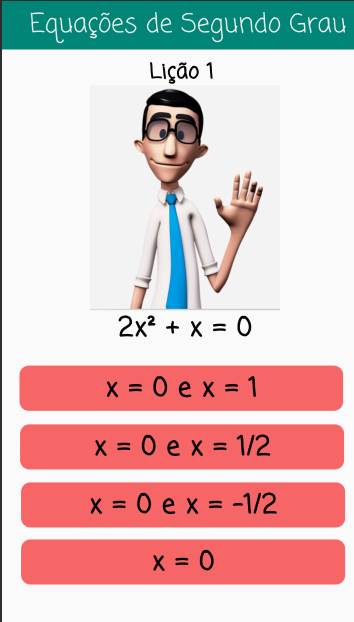 Equações de Segundo Grau
Lição 1
2x² + x = 0
x = 0 e x = 1
x = 0 e x = 1/2
x = 0 e x = -1/2
x = 0